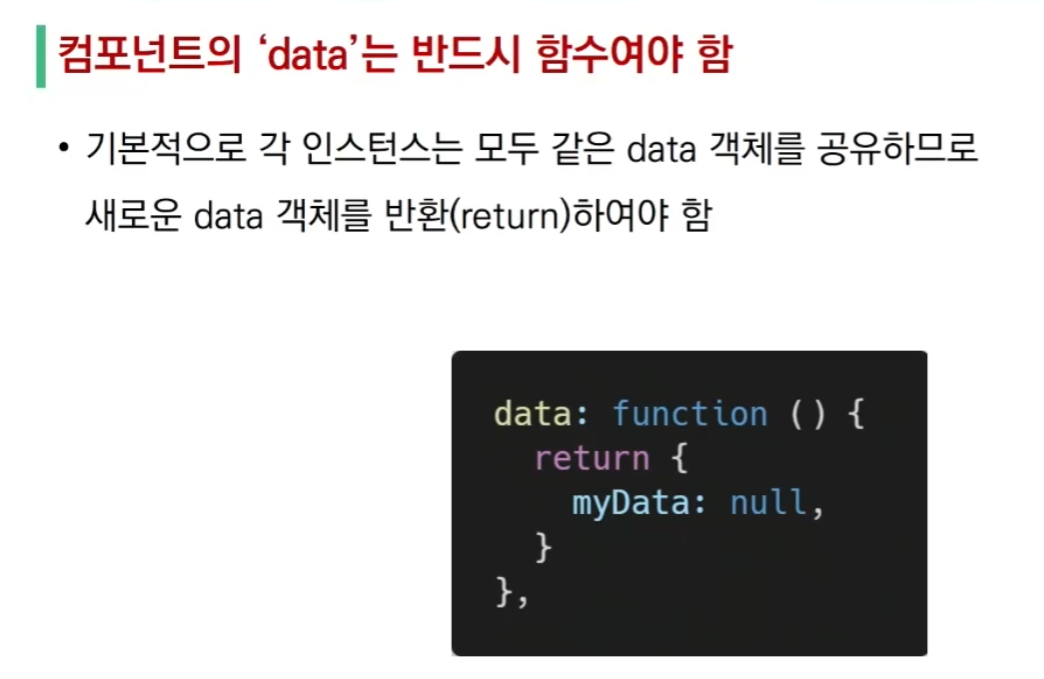 컴포넌트의 ‘data’는 반드시 함수여야 함
• 기본적으로 각 인스턴스는 모두 같은 data 객체를 공유하므로
새로운 data 객체를 반환(return)하여야 함
data: function () {
  return {
    myData: null,
  }
},